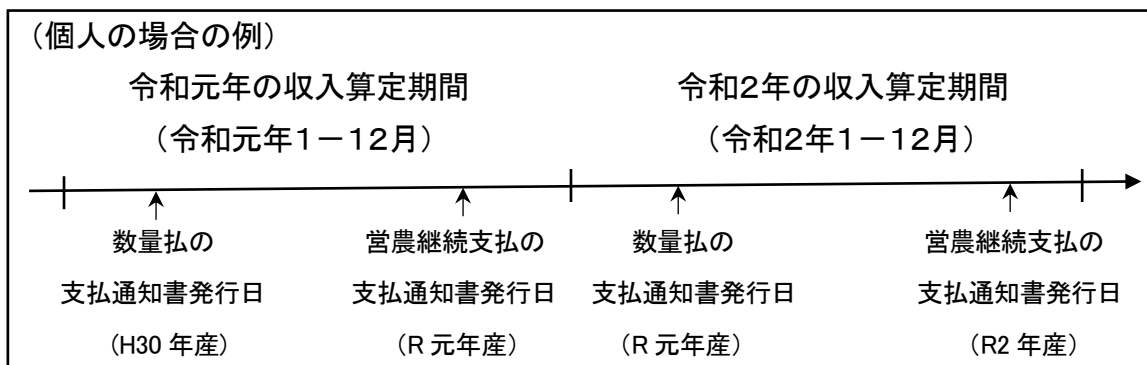 （個人の場合の例）
令和元年の収入算定期間
（令和元年１－１２月）
令和２年の収入算定期間
（令和２年１－１２月）
数量払の
支払通知書発行日
（H30 年産）
営農継続支払の
支払通知書発行日
（R 元年産）
数量払の
支払通知書発行日
（R 元年産）
営農継続支払の
支払通知書発行日
（R2 年産）